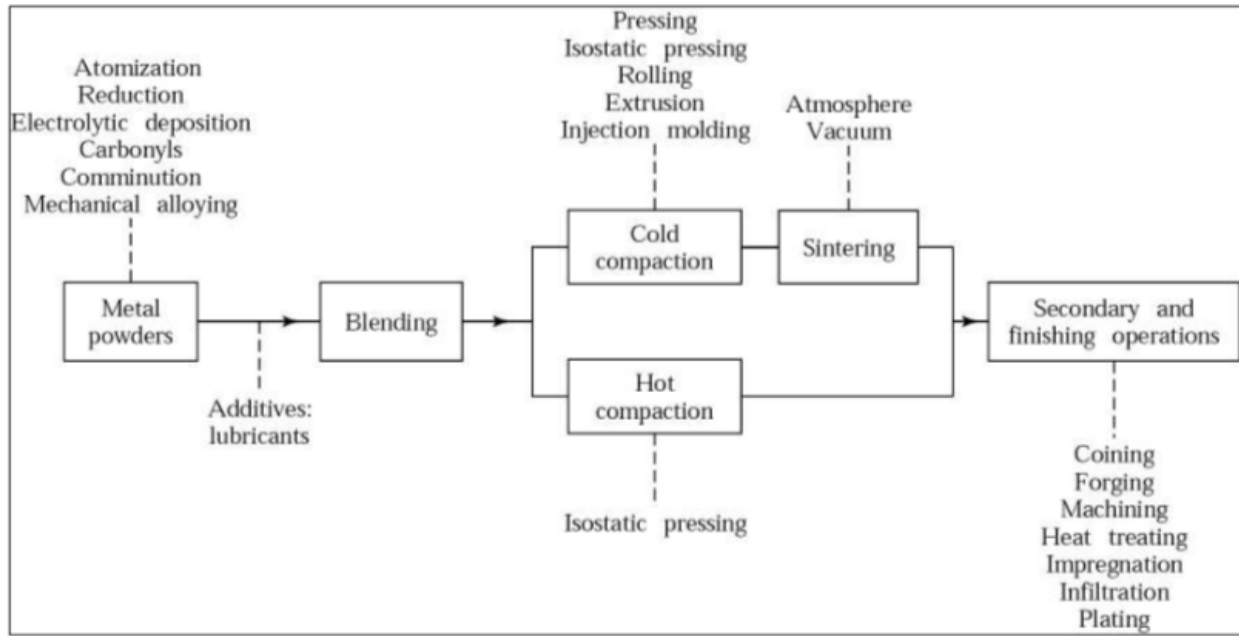 Atomization
Reduction
Electrolytic deposition
Carbonyls
Comminution
Mechanical alloying
Pressing
Isostatic pressing
Rolling
Extrusion
Injection molding
Atmosphere
Vacuum
Metal
powders
Additives:
lubricants
Blending
Cold
compaction
Sintering
Hot
compaction
Isostatic pressing
Secondary and
finishing operations
Coining
Forging
Machining
Heat treating
Impregnation
Infiltration
Plating